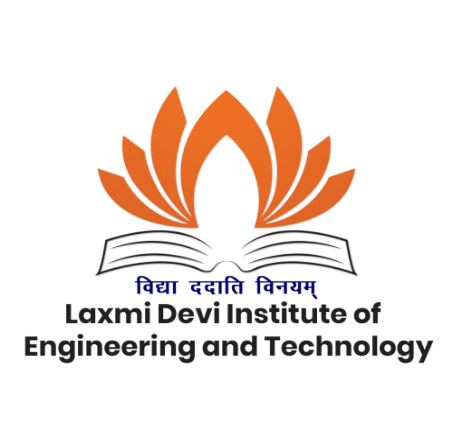 विद्या ददाति विनयम्
Laxmi Devi Institute of
Engineering and Technology